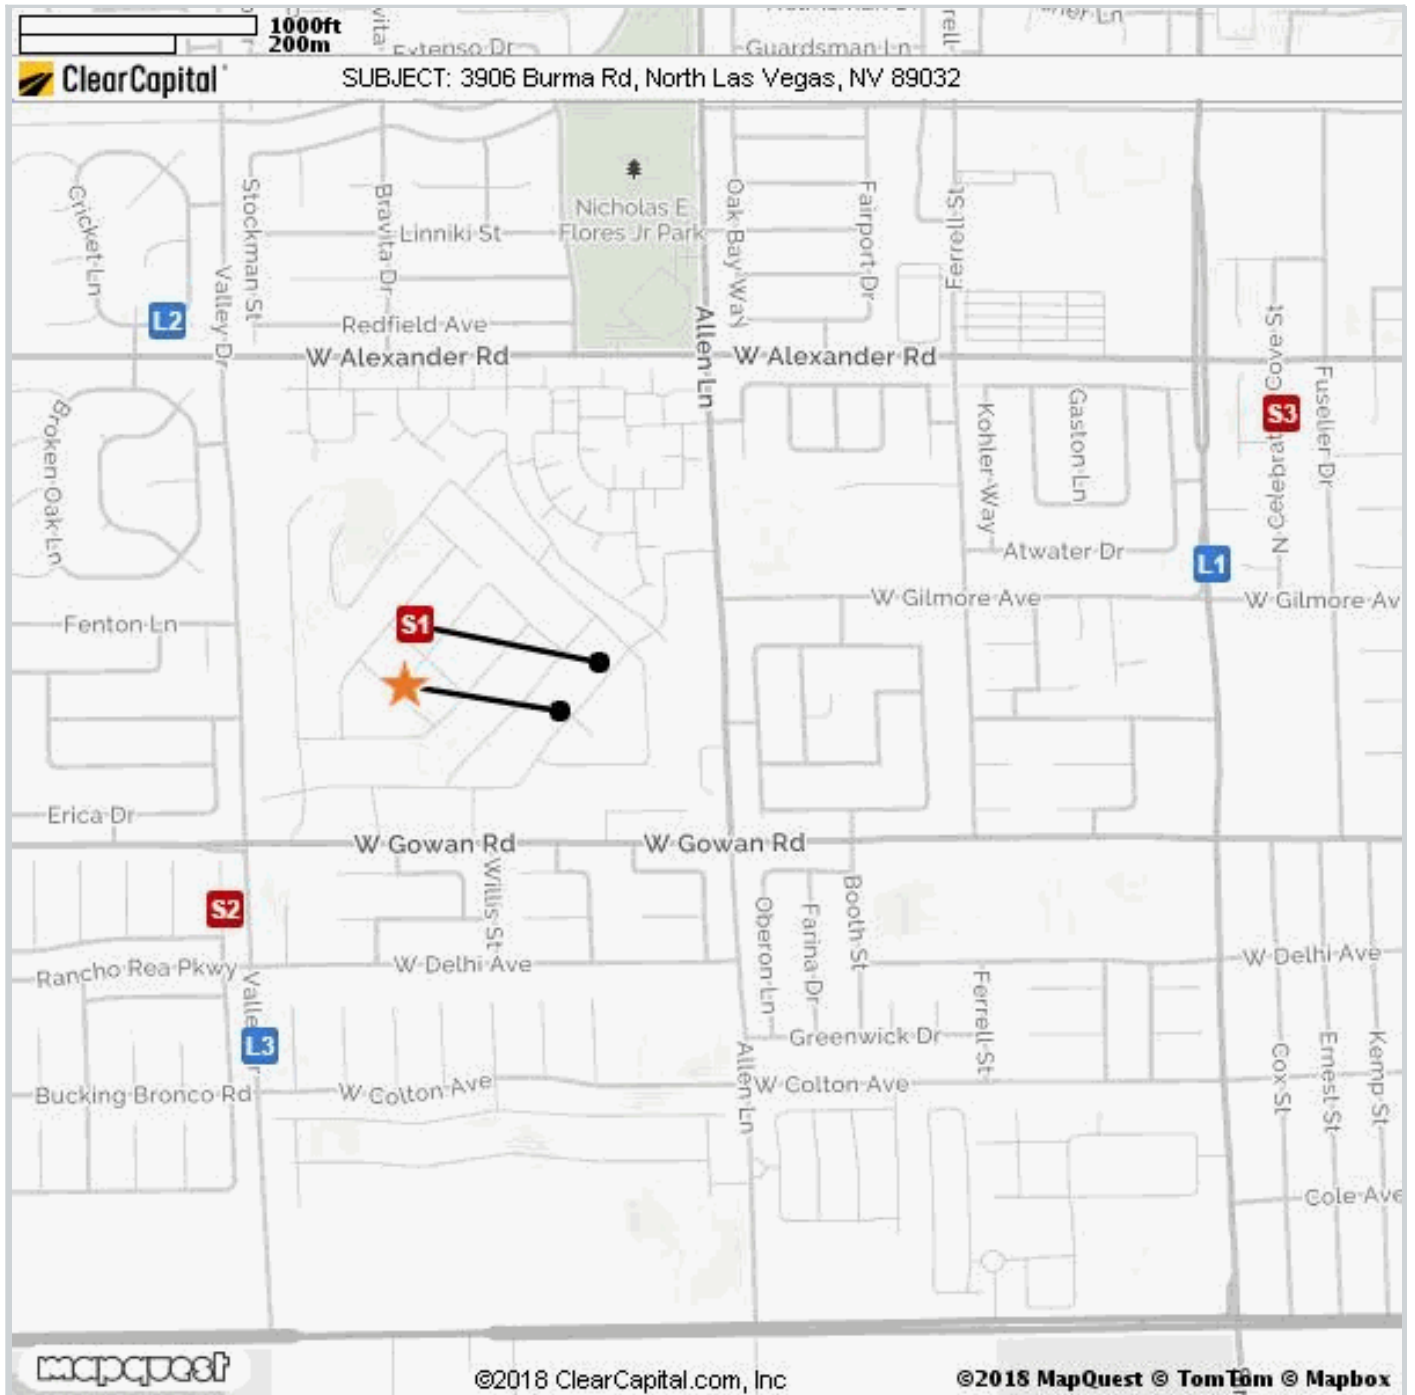 1000ft
200m
Extenso Dr
Guardsman Ln
ClearCapital
SUBJECT: 3906 Burma Rd, North Las Vegas, NV 89032
Cricket Ln
Stockman St
Valley Dr
Bravita Dr
Linniki St
Nicholas E
Flores Jr Park
Oak Bay Way
Fairport Dr
Ferrell St
L2
Redfield Ave
Allen Ln
W Alexander Rd
W Alexander Rd
Fuselier Dr
S3
Broken Oak Ln
Kohler Way
Gaston Ln
Atwater Dr
L1
W Gilmore Ave
Fenton Ln
S1
Erica Dr
W Gowan Rd
W Gowan Rd
S2
Willis St
Oberon Ln
Farina Dr
Booth St
Rancho Rea Pkwy
W Delhi Ave
W Delhi Ave
Ferrell St
L3
Greenwick Dr
Allen Ln
Cox St
Ernest St
Kemp St
Bucking Bronco Rd
W Colton Ave
W Colton Ave
Cole Ave
mapquest
©2018 ClearCapital.com, Inc
©2018 MapQuest © TomTom © Mapbox